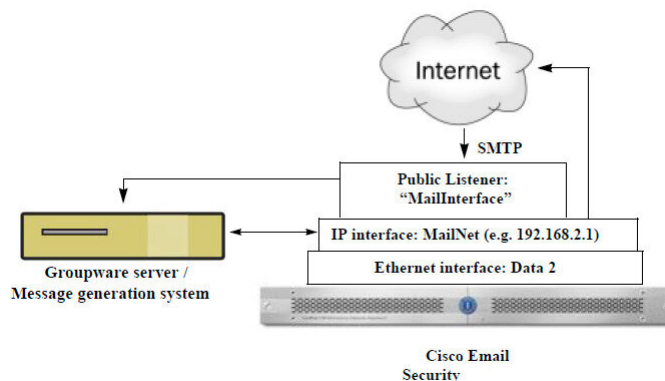 Internet
SMTP
Public Listener:
“MailInterface”
IP interface: MailNet (e.g. 192.168.2.1)
Ethernet interface: Data 2
Groupware server /
Message generation system
Cisco Email
Security